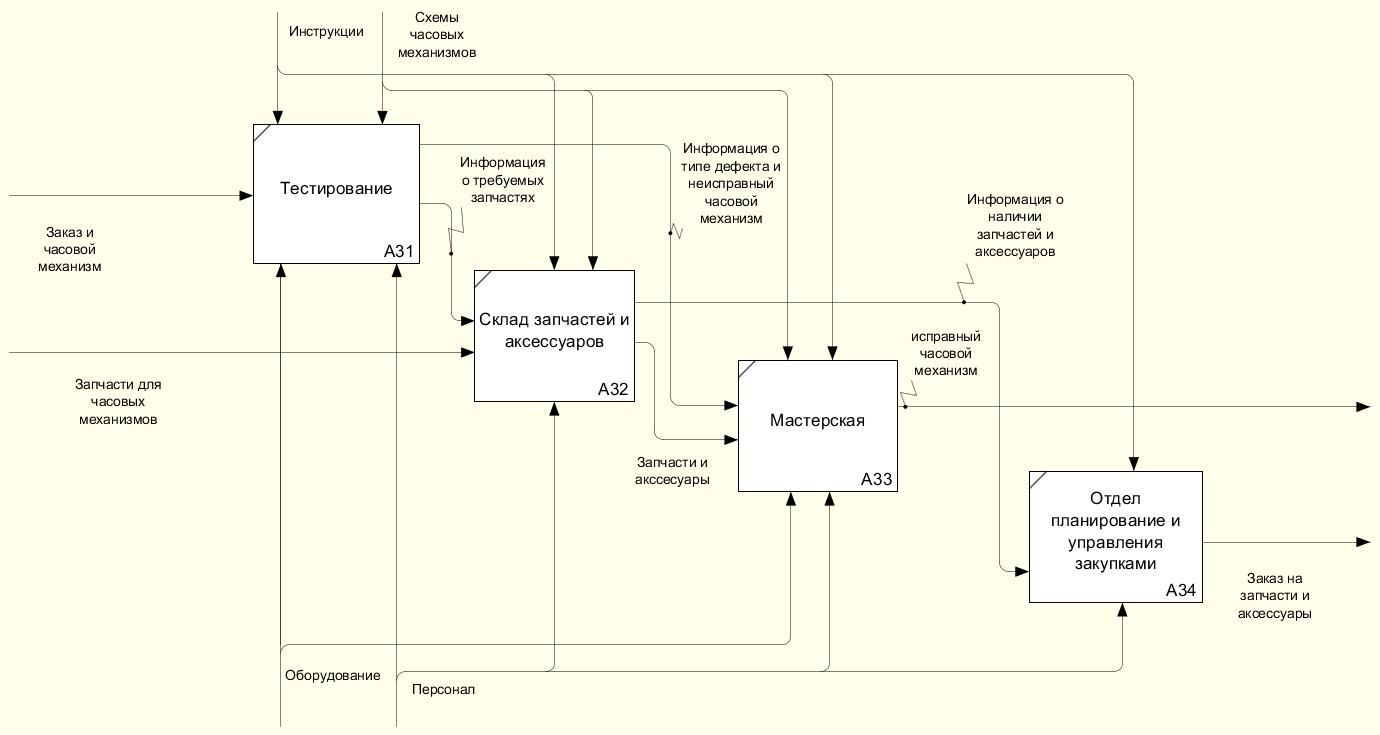 Инструкции
Схемы
часовых
механизмов
Тестирование
A31
Заказ и
часовой
механизм
Информация
о требуемых
запчастях
Информация о
типе дефекта и
неисправный
часовой
механизм
Информация о
наличии
запчастей и
аксессуаров
Склад запчастей и
аксессуаров
A32
Запчасти для
часовых
механизмов
исправный
часовой
механизм
Мастерская
A33
Запчасти и
акссесуары
Отдел
планирование и
управления
закупками
A34
Заказ на
запчасти и
аксессуары
Оборудование
Персонал